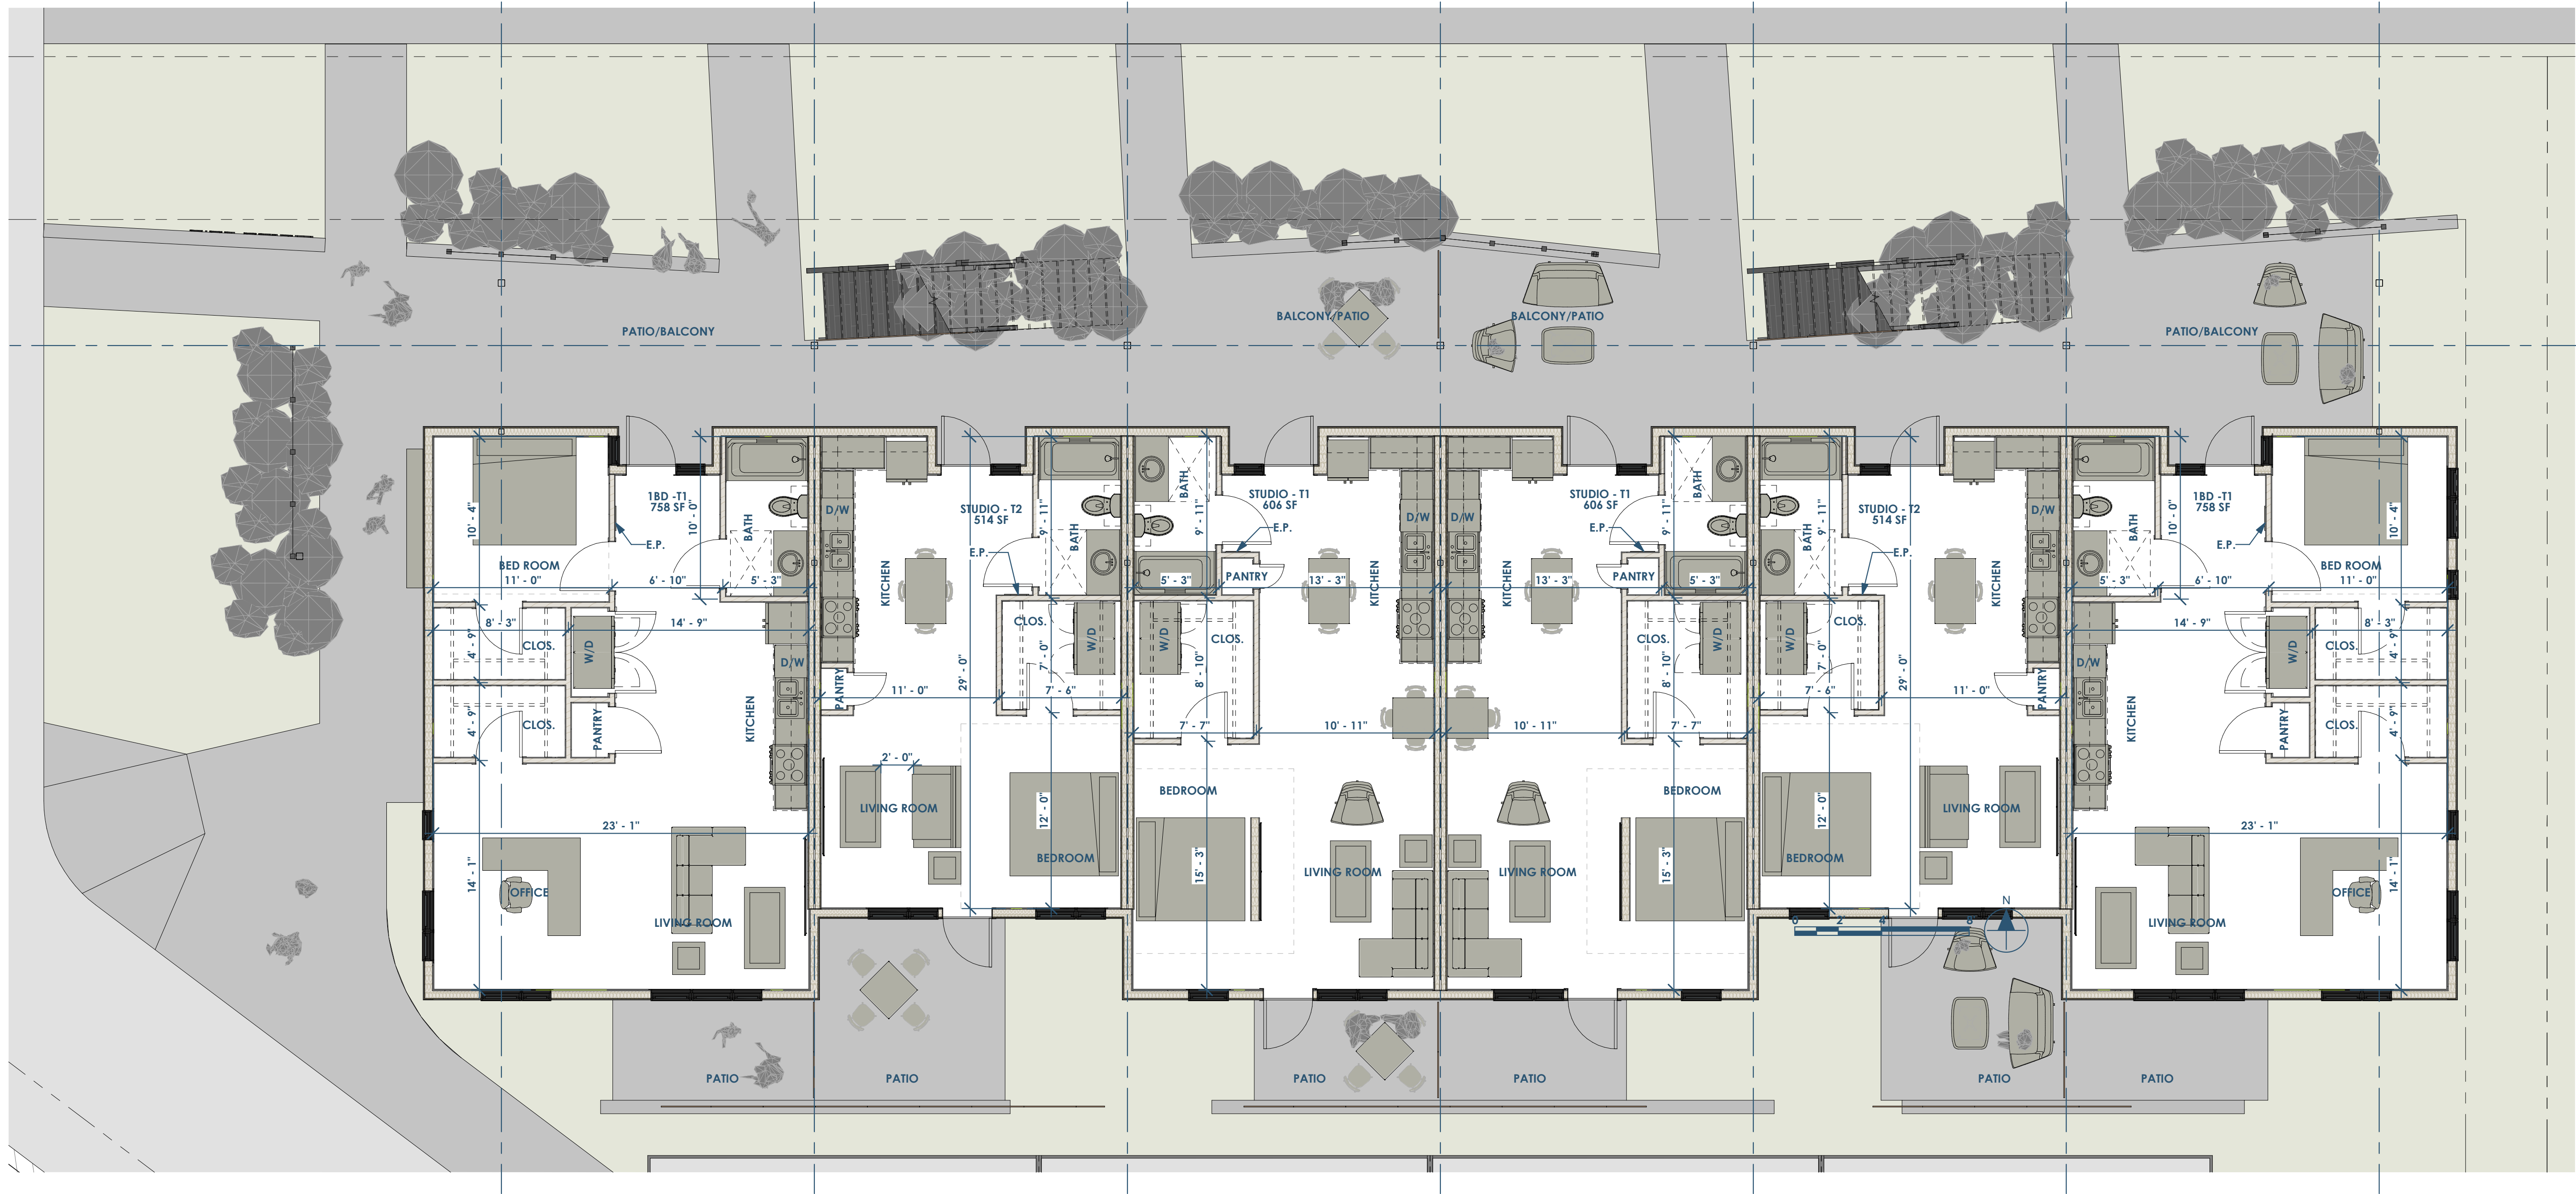 PATIO/BALCONY
BALCONY/PATIO
BALCONY/PATIO
PATIO/BALCONY
1BD -T1
758 SF
10' - 4"
10' - 0"
BATH
E.P.
BED ROOM
11' - 0"
6' - 10"
5' - 3"
8' - 3"
14' - 9"
4' - 9"
CLOS.
W/D
D/W
4' - 9"
CLOS.
PANTRY
KITCHEN
23' - 1"
14' - 1"
OFFICE
LIVING ROOM
D/W
KITCHEN
STUDIO - T2
514 SF
9' - 11"
BATH
E.P.
CLOS.
7' - 0"
W/D
29' - 0"
PANTRY
11' - 0"
7' - 6"
2' - 0"
LIVING ROOM
12' - 0"
BEDROOM
BATH
9' - 11"
STUDIO - T1
606 SF
E.P.
D/W
5' - 3"
PANTRY
13' - 3"
KITCHEN
W/D
CLOS.
8' - 10"
7' - 7"
10' - 11"
BEDROOM
15' - 3"
LIVING ROOM
D/W
STUDIO - T1
606 SF
9' - 11"
BATH
E.P.
KITCHEN
13' - 3"
PANTRY
5' - 3"
CLOS.
W/D
8' - 10"
10' - 11"
7' - 7"
BEDROOM
15' - 3"
LIVING ROOM
9' - 11"
BATH
STUDIO - T2
514 SF
E.P.
D/W
KITCHEN
W/D
CLOS.
7' - 0"
29' - 0"
PANTRY
7' - 6"
11' - 0"
12' - 0"
LIVING ROOM
BEDROOM
BATH
10' - 0"
1BD -T1
758 SF
10' - 4"
E.P.
BED ROOM
5' - 3"
6' - 10"
11' - 0"
14' - 9"
8' - 3"
4' - 9"
D/W
W/D
CLOS.
KITCHEN
PANTRY
CLOS.
4' - 9"
23' - 1"
14' - 1"
OFFICE
LIVING ROOM
N
0'
2'
4'
8'
PATIO
PATIO
PATIO
PATIO
PATIO
PATIO